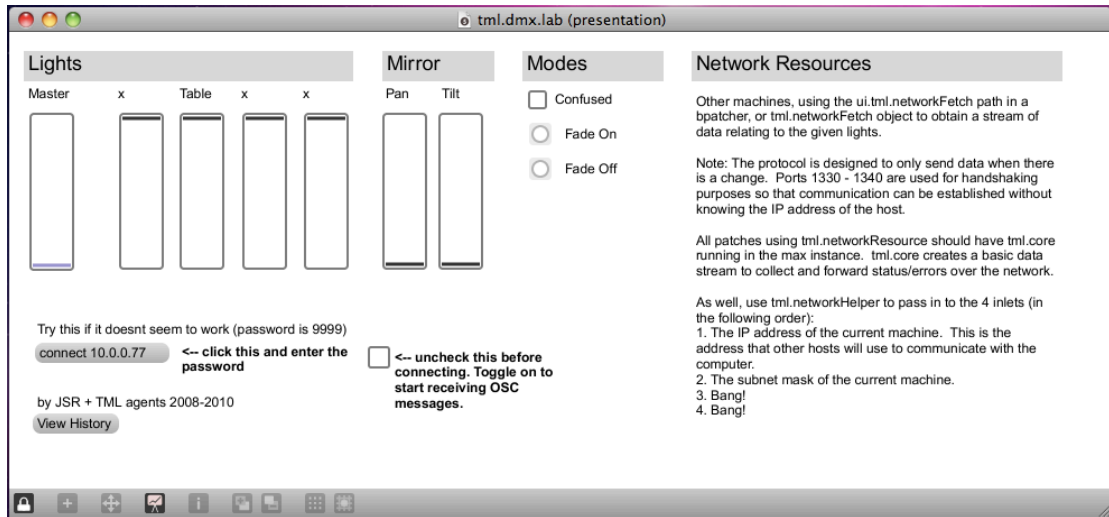 tml.dmx.lab (presentation)
Lights
Master x Table x x
Mirror
Pan Tilt
Modes
Confused
Fade On
Fade Off
Network Resources
Other machines, using the ui.tml.networkFetch path in a
bpatcher, or tml.networkFetch object to obtain a stream of
data relating to the given lights.
Note: The protocol is designed to only send data when there
is a change. Ports 1330 - 1340 are used for handshaking
purposes so that communication can be established without
knowing the IP address of the host.
All patches using tml.networkResource should have tml.core
running in the max instance. tml.core creates a basic data
stream to collect and forward status/errors over the network.
As well, use tml.networkHelper to pass in to the 4 inlets (in
the following order):
1. The IP address of the current machine. This is the
address that other hosts will use to communicate with the
computer.
2. The subnet mask of the current machine.
3. Bang!
4. Bang!
Try this if it doesnt seem to work (password is 9999)
connect 10.0.0.77
<-- click this and enter the
password
<-- uncheck this before
connecting. Toggle on to
start receiving OSC
messages.
by JSR + TML agents 2008-2010
View History